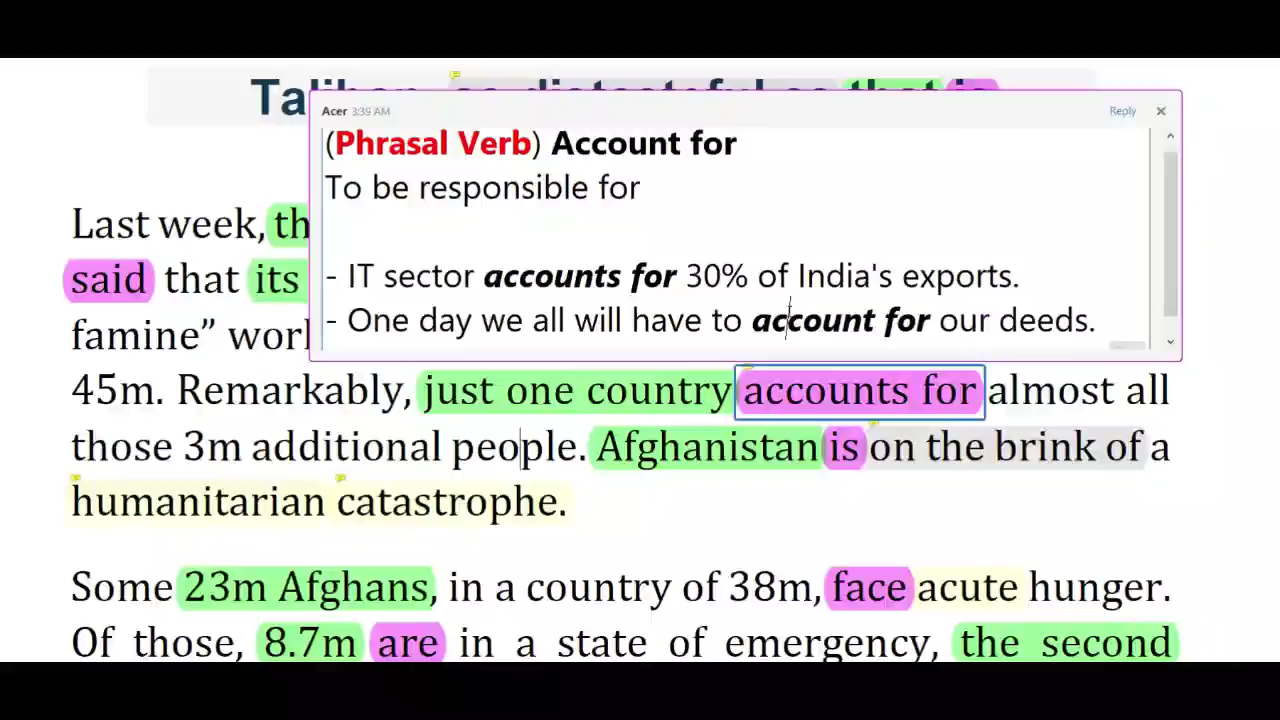 Acer 3:39 AM Reply
(Phrasal Verb) Account for
To be responsible for
- IT sector accounts for 30% of India's exports.
- One day we all will have to account for our deeds.
Last week,
said that its
famine”
45m. Remarkably, just one country accounts for almost all
those 3m additional people. Afghanistan is on the brink of a
humanitarian catastrophe.
Some 23m Afghans, in a country of 38m, face acute hunger.
Of those, 8.7m are in a state of emergency, the second